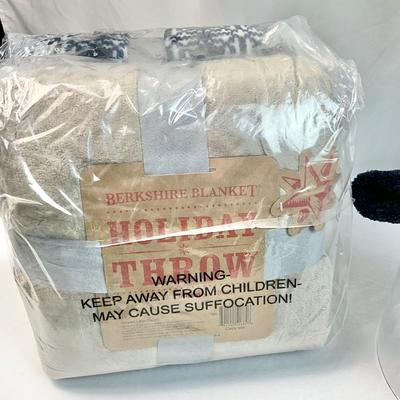 BERKSHIRE BLANKET
HOLIDAY
THROW
WARNING-
KEEP AWAY FROM CHILDREN-
MAY CAUSE SUFFOCATION!